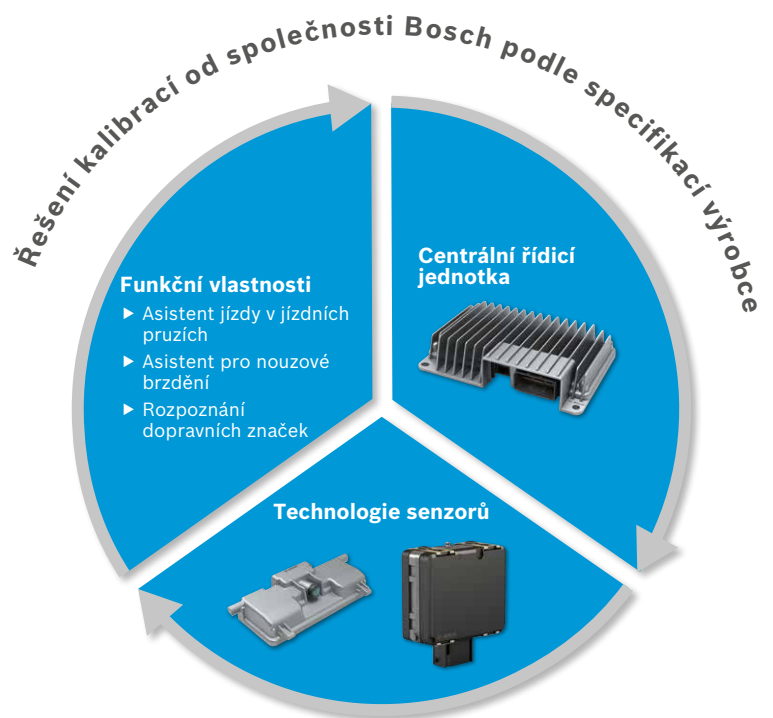 Řešení kalibrací od společnosti Bosch podle specifikací výrobce
Funkční vlastnosti
▶ Asistent jízdy v jízdních
pruzích
▶ Asistent pro nouzové
brzdění
▶ Rozpoznání
dopravních značek
Centrální řídicí
jednotka
Technologie senzorů